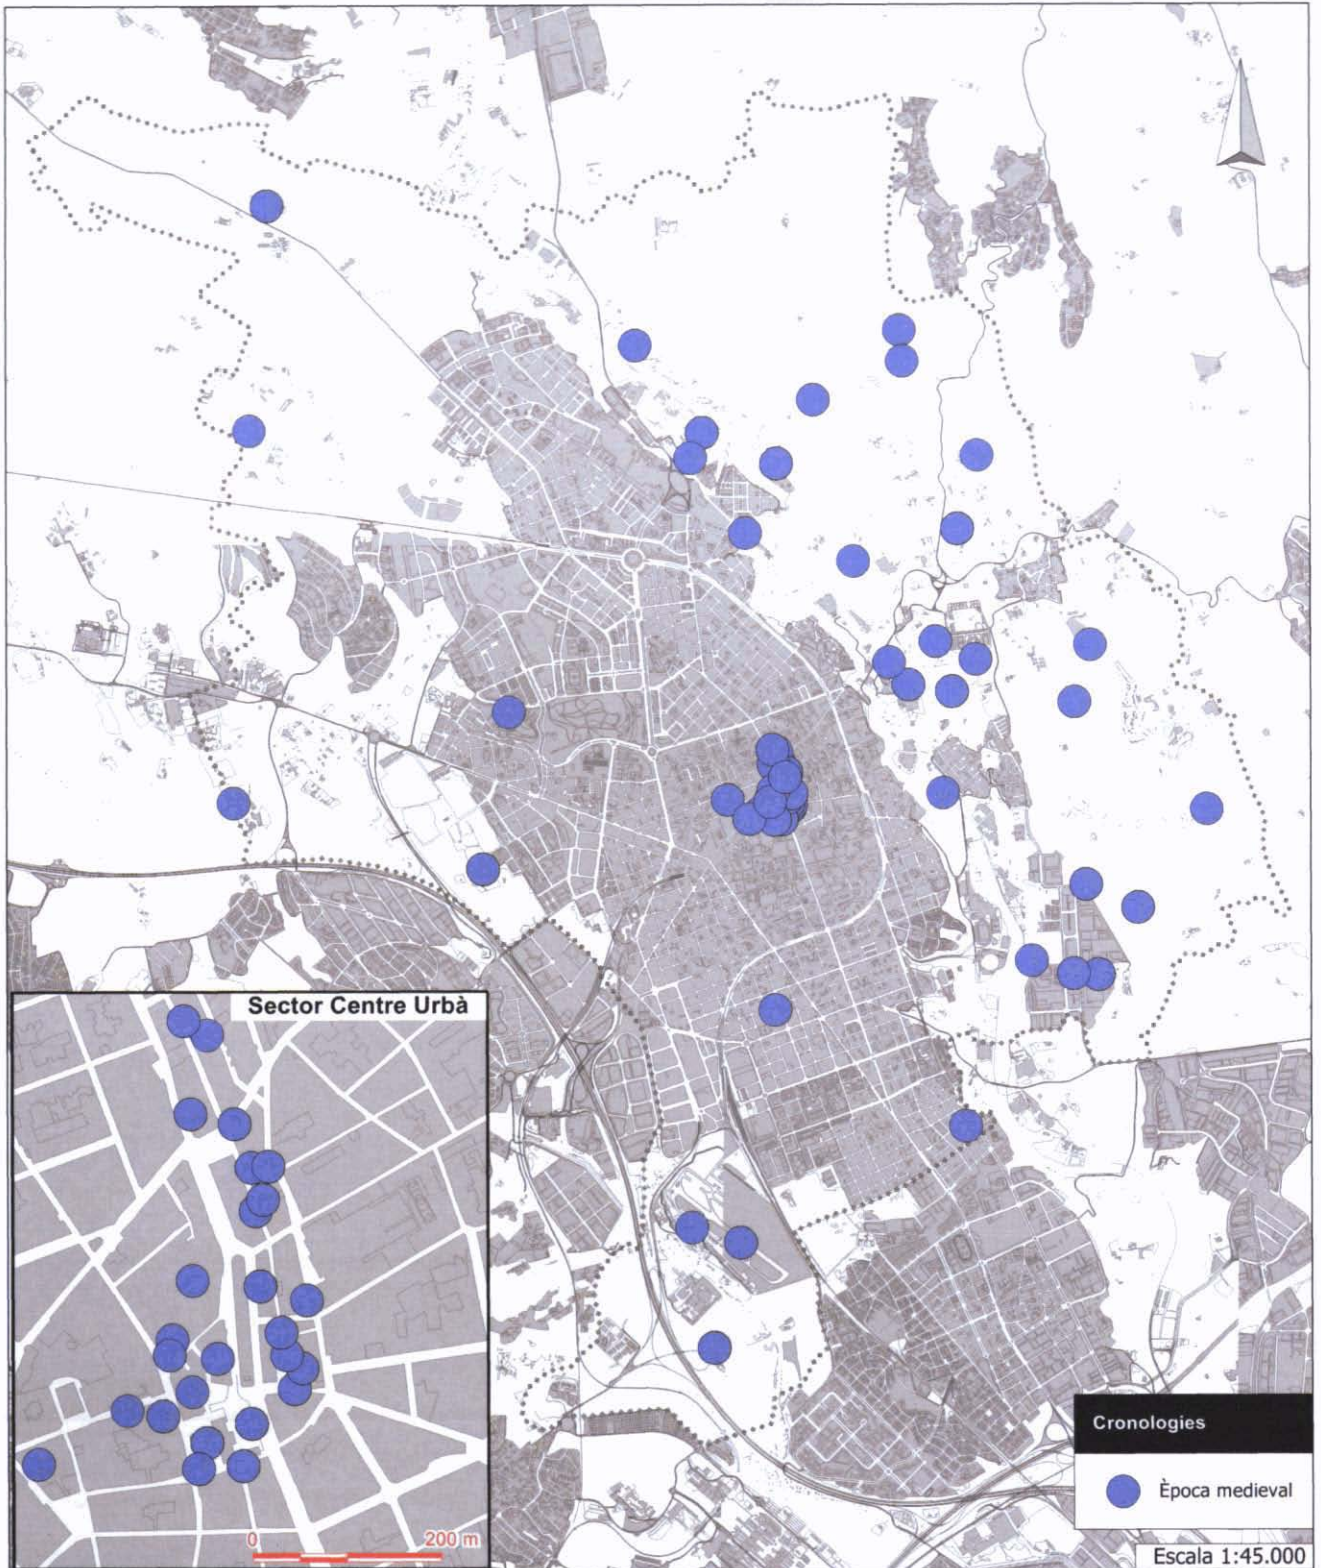 Sector Centre Urbà
0 200 m
Cronologies
Època medieval
Escala 1:45.000